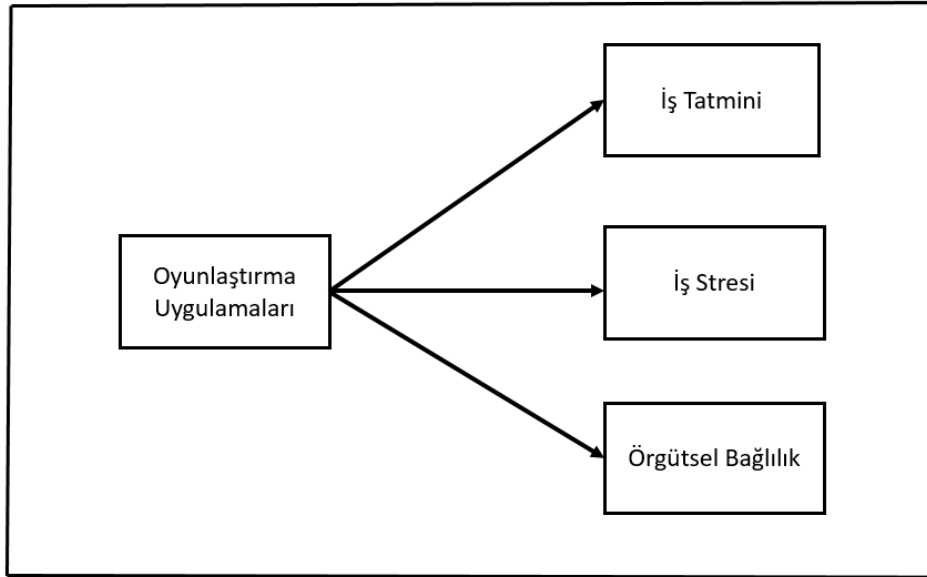 İş Tatmini
Oyunlaştırma
Uygulamaları
İş Stresi
Örgütsel Bağlılık